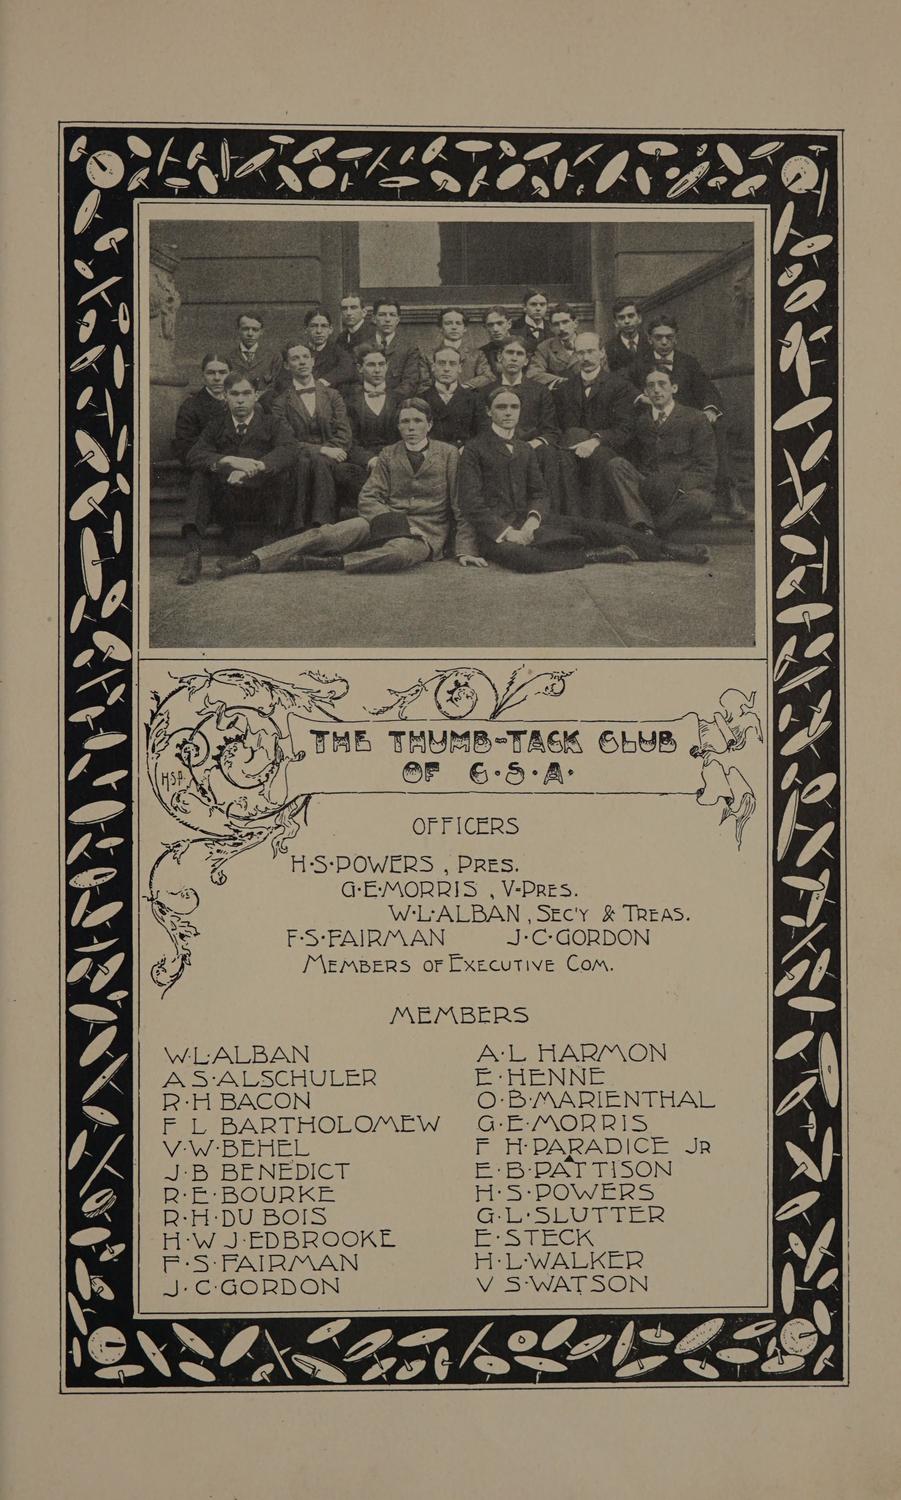 THE THUMB-TACK CLUB
OF C·S·A·
H.S.P.
OFFICERS
H·S·POWERS, PRES.
G·E·MORRIS, V·PRES.
W·L·ALBAN, SEC'Y & TREAS.
F·S·FAIRMAN J·C·GORDON
MEMBERS OF EXECUTIVE COM.
MEMBERS
W·L·ALBAN
A S·ALSCHULER
R·H BACON
F L BARTHOLOMEW
V·W·BEHEL
J·B BENEDICT
R·E·BOURKE
R·H·DU BOIS
H·W J·EDBROOKE
F·S·FAIRMAN
J·C·GORDON
A·L HARMON
E·HENNE
O·B·MARIENTHAL
G·E·MORRIS
F H·PARADICE JR
E·B·PATTISON
H·S·POWERS
G·L·SLUTTER
E·STECK
H·L·WALKER
V S·WATSON